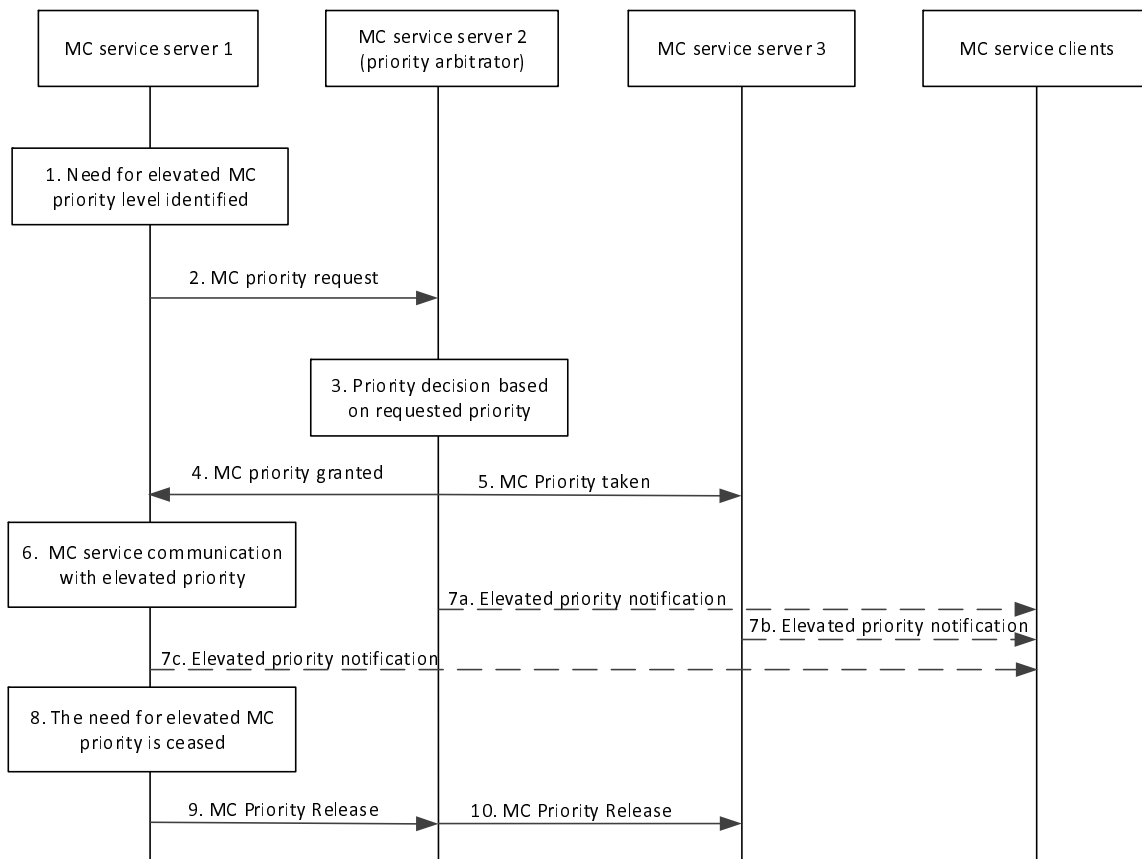 MC service server 1
MC service server 2
(priority arbitrator)
MC service server 3
MC service clients
1. Need for elevated MC
priority level identified
2. MC priority request
3. Priority decision based
on requested priority
4. MC priority granted
5. MC Priority taken
6. MC service communication
with elevated priority
7a. Elevated priority notification
7b. Elevated priority notification
7c. Elevated priority notification
8. The need for elevated MC
priority is ceased
9. MC Priority Release
10. MC Priority Release